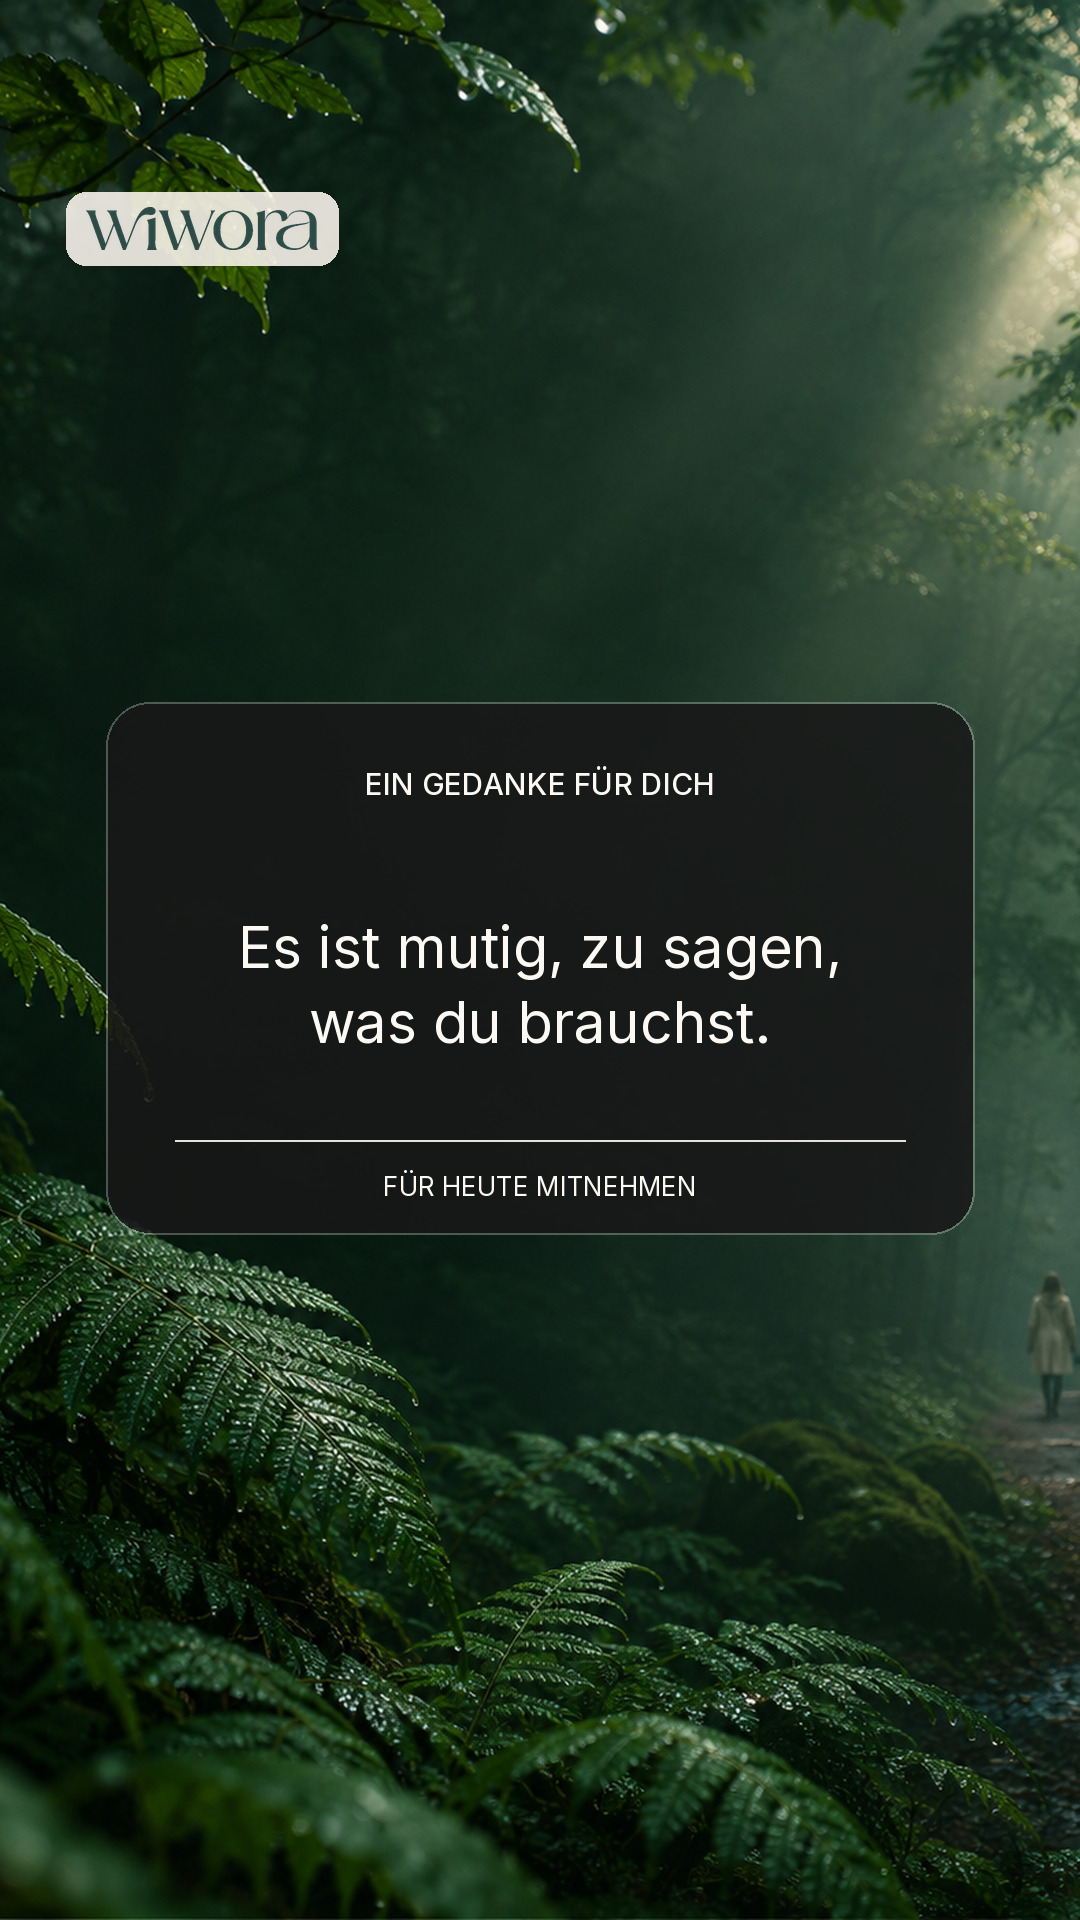 wiwora
EIN GEDANKE FÜR DICH
Es ist mutig, zu sagen,
was du brauchst.
FÜR HEUTE MITNEHMEN